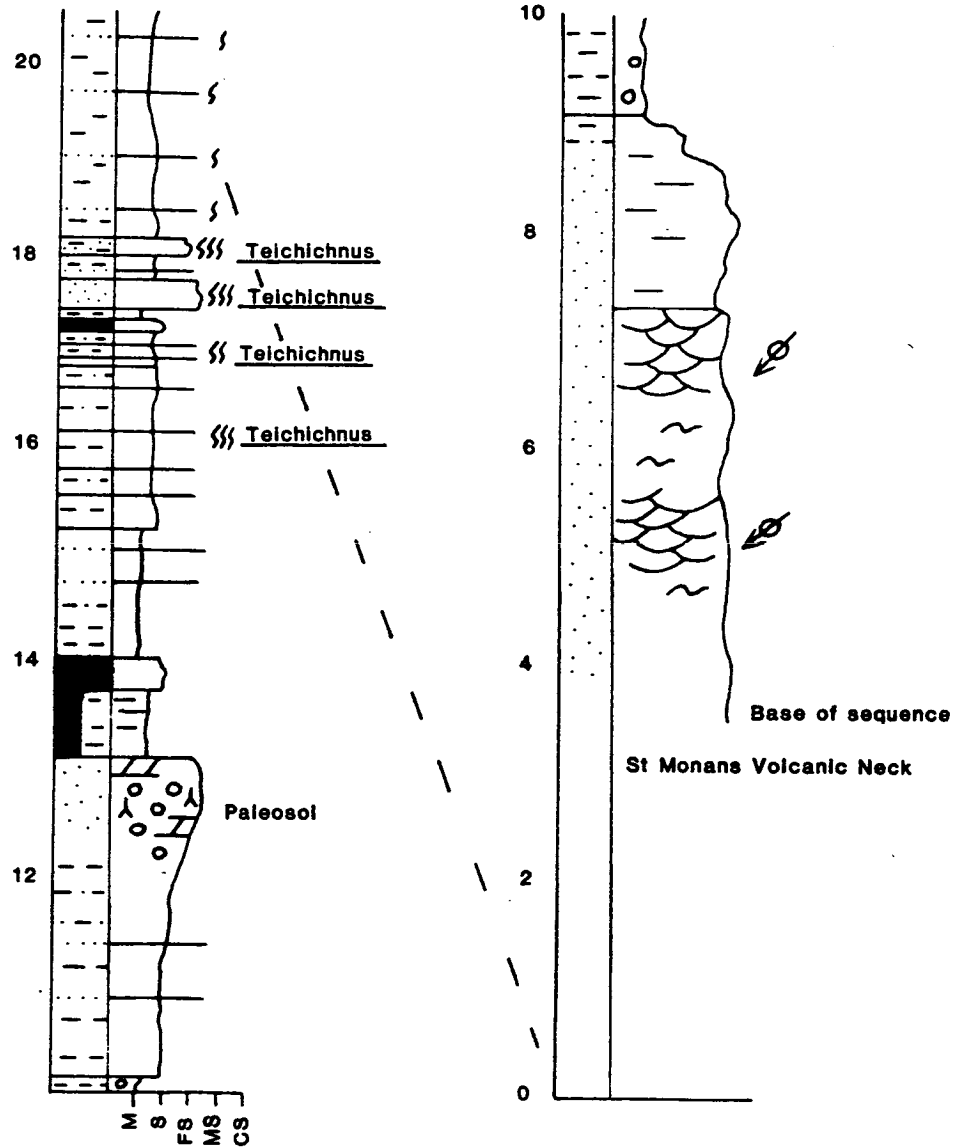 20
18
16
14
12
Teichichnus
Teichichnus
Teichichnus
Teichichnus
Paleosol
M
S
FS
MS
CS
10
8
6
4
2
0
Base of sequence
St Monans Volcanic Neck